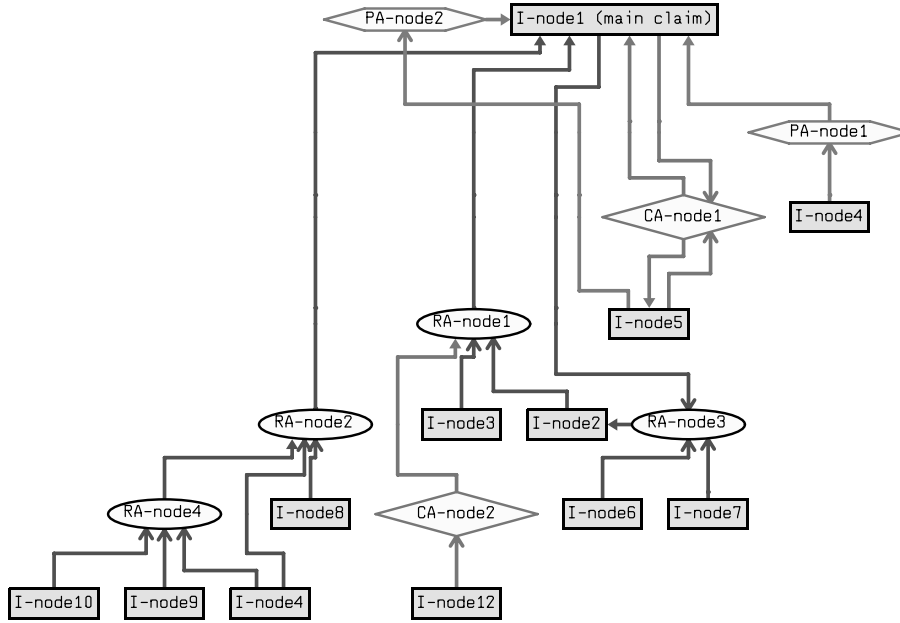 PA-node2
I-node1 (main claim)
PA-node1
CA-node1
I-node4
RA-node1
I-node5
RA-node2
I-node3
I-node2
RA-node3
RA-node4
I-node8
CA-node2
I-node6
I-node7
I-node10
I-node9
I-node4
I-node12